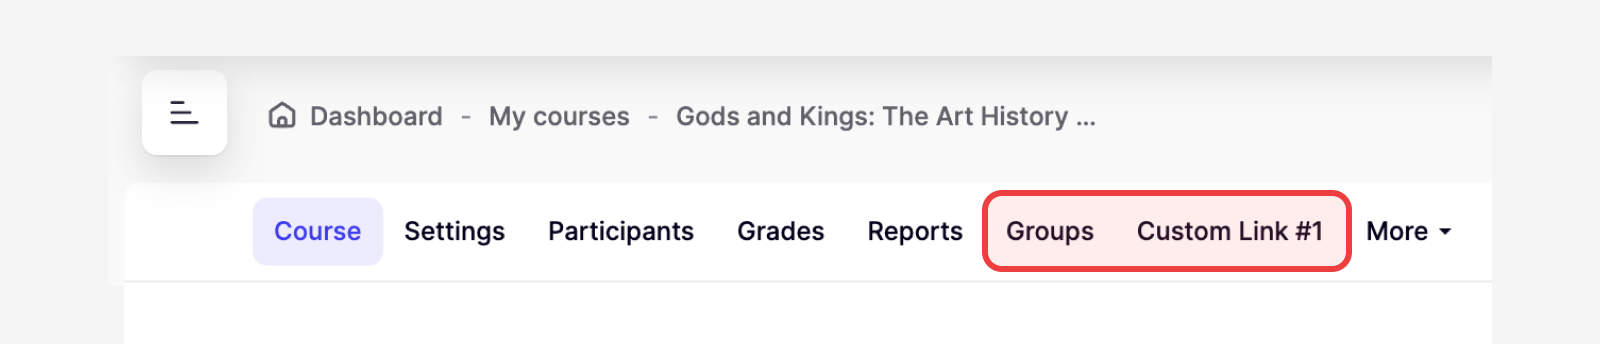 Dashboard - My courses - Gods and Kings: The Art History ...
Course Settings Participants Grades Reports Groups Custom Link #1 More